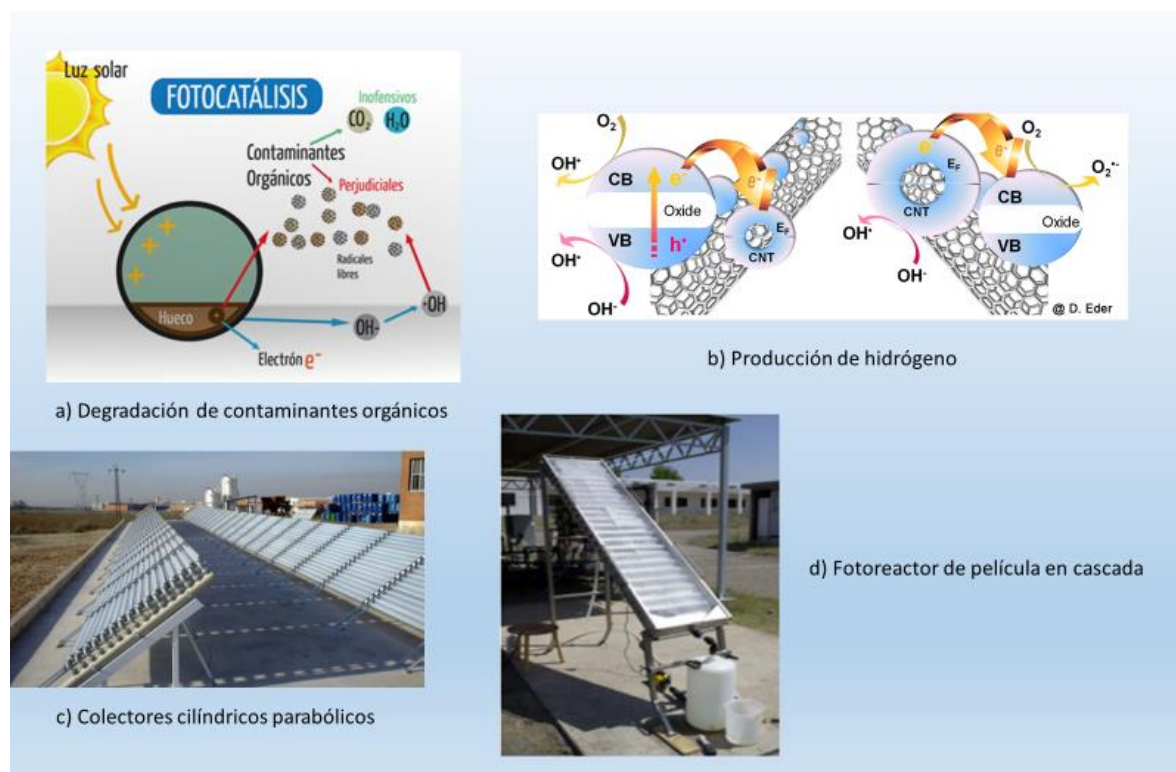 Luz solar
FOTOCATÁLISIS
Inofensivos
CO₂ H₂O
Contaminantes
Orgánicos
Perjudiciales
Radicales
libres
Hueco
+
OH-
•OH
Electrón e⁻
a) Degradación de contaminantes orgánicos
O₂
OH•
CB
e⁻
e⁻
Oxide
E_F
VB
h⁺
CNT
OH•
OH⁻
e⁻
e⁻
O₂
E_F
CNT
CB
O₂•⁻
Oxide
OH•
VB
OH⁻
@ D. Eder
b) Producción de hidrógeno
c) Colectores cilíndricos parabólicos
d) Fotoreactor de película en cascada